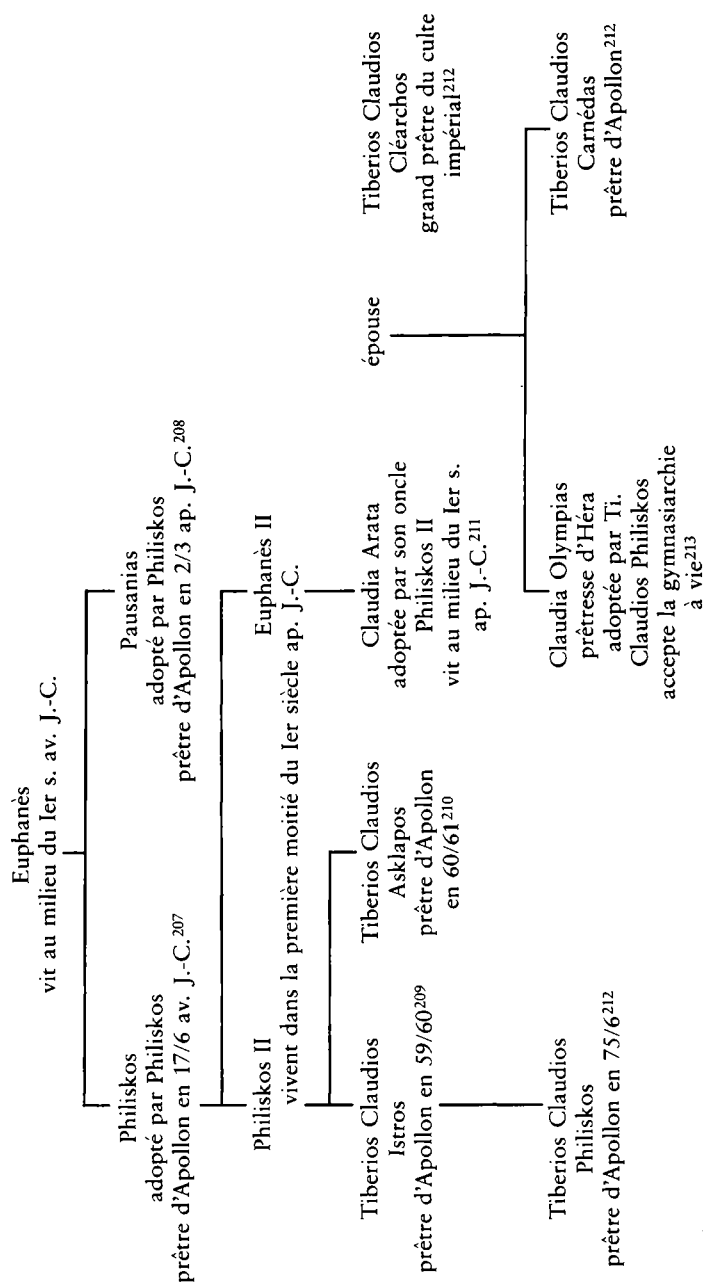 Euphanès
vit au milieu du Ier s. av. J.-C.
Philiskos
adopté par Philiskos
prêtre d'Apollon en 17/6 av. J.-C.207
Pausanias
adopté par Philiskos
prêtre d'Apollon en 2/3 ap. J.-C.208
Philiskos II
Euphanès II
vivent dans la première moitié du Ier siècle ap. J.-C.
Tiberios Claudios
Istros
prêtre d'Apollon en 59/60209
Tiberios Claudios
Asklapos
prêtre d'Apollon
en 60/61210
Claudia Arata
adoptée par son oncle
Philiskos II
vit au milieu du Ier s.
ap. J.-C.211
épouse
Tiberios Claudios
Cléarchos
grand prêtre du culte
impérial212
Tiberios Claudios
Philiskos
prêtre d'Apollon en 75/6212
Claudia Olympias
prêtresse d'Héra
adoptée par Ti.
Claudios Philiskos
accepte la gymnasiarchie
à vie213
Tiberios Claudios
Carnédas
prêtre d'Apollon212